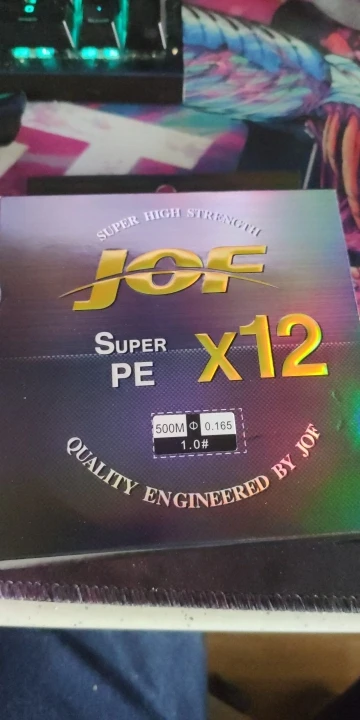 SUPER HIGH STRENGTH
JOF
SUPER
PE
X12
500M Φ 0.165
1.0#
QUALITY ENGINEERED BY JOF